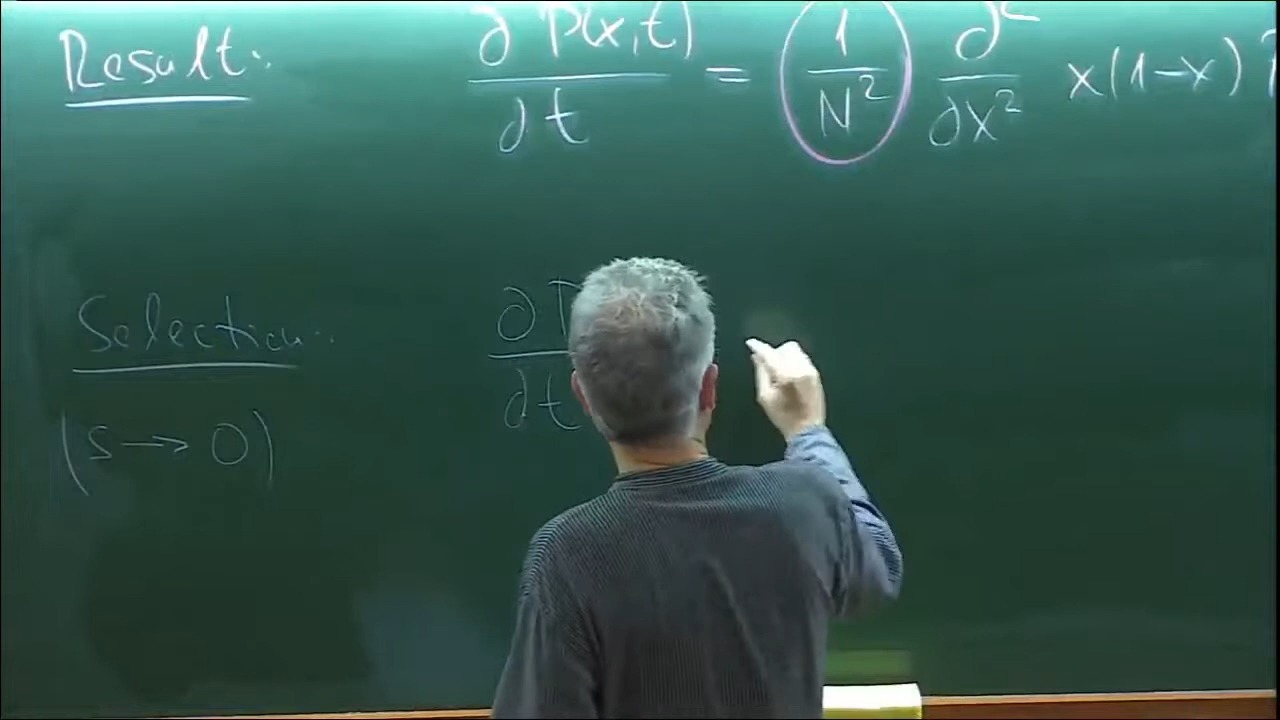 Result: ∂P(x,t)/∂t = (1/N²) ∂²/∂x² x(1-x)
Selection: ∂P/∂t
(s → 0)